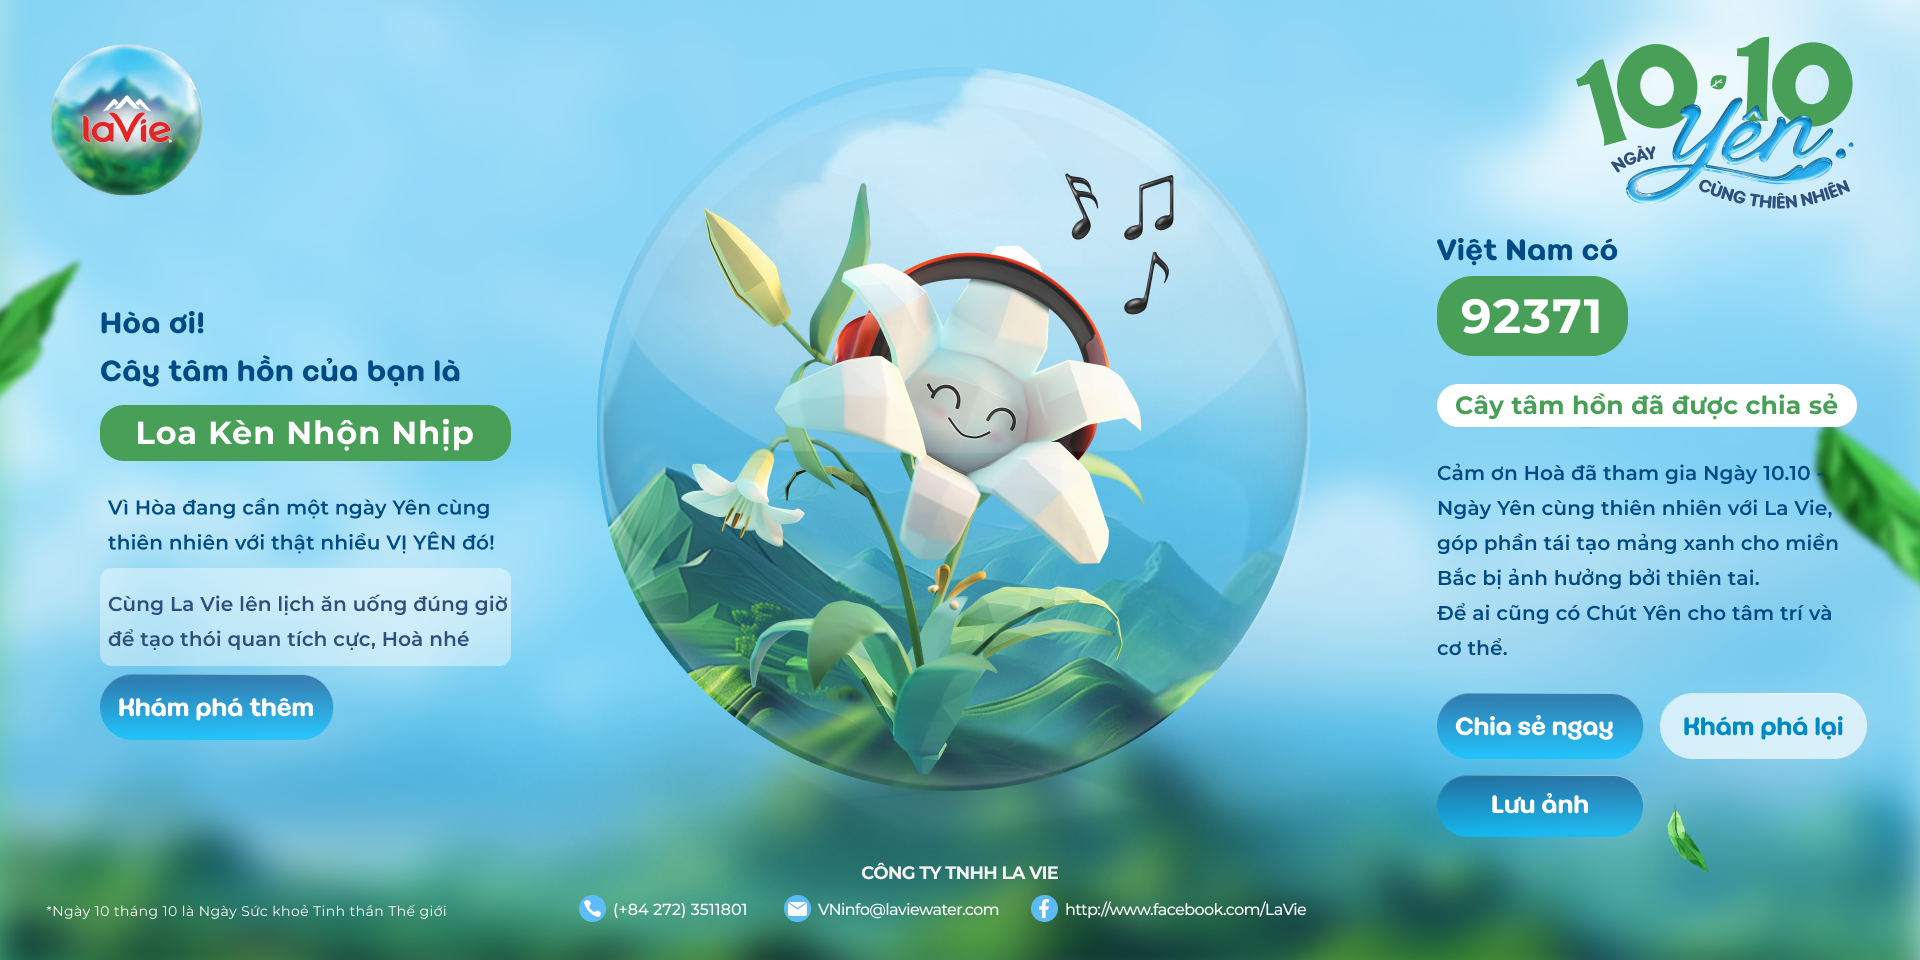 laVie
10.10
NGÀY Yên
CÙNG THIÊN NHIÊN
Hòa ơi!
Cây tâm hồn của bạn là
Loa Kèn Nhộn Nhịp
Vì Hòa đang cần một ngày Yên cùng
thiên nhiên với thật nhiều VỊ YÊN đó!
Cùng La Vie lên lịch ăn uống đúng giờ
để tạo thói quan tích cực, Hoà nhé
Khám phá thêm
Việt Nam có
92371
Cây tâm hồn đã được chia sẻ
Cảm ơn Hoà đã tham gia Ngày 10.10 -
Ngày Yên cùng thiên nhiên với La Vie,
góp phần tái tạo mảng xanh cho miền
Bắc bị ảnh hưởng bởi thiên tai.
Để ai cũng có Chút Yên cho tâm trí và
cơ thể.
Chia sẻ ngay
Khám phá lại
Lưu ảnh
CÔNG TY TNHH LA VIE
*Ngày 10 tháng 10 là Ngày Sức khoẻ Tinh thần Thế giới
(+84 272) 3511801
VNinfo@laviewater.com
http://www.facebook.com/LaVie